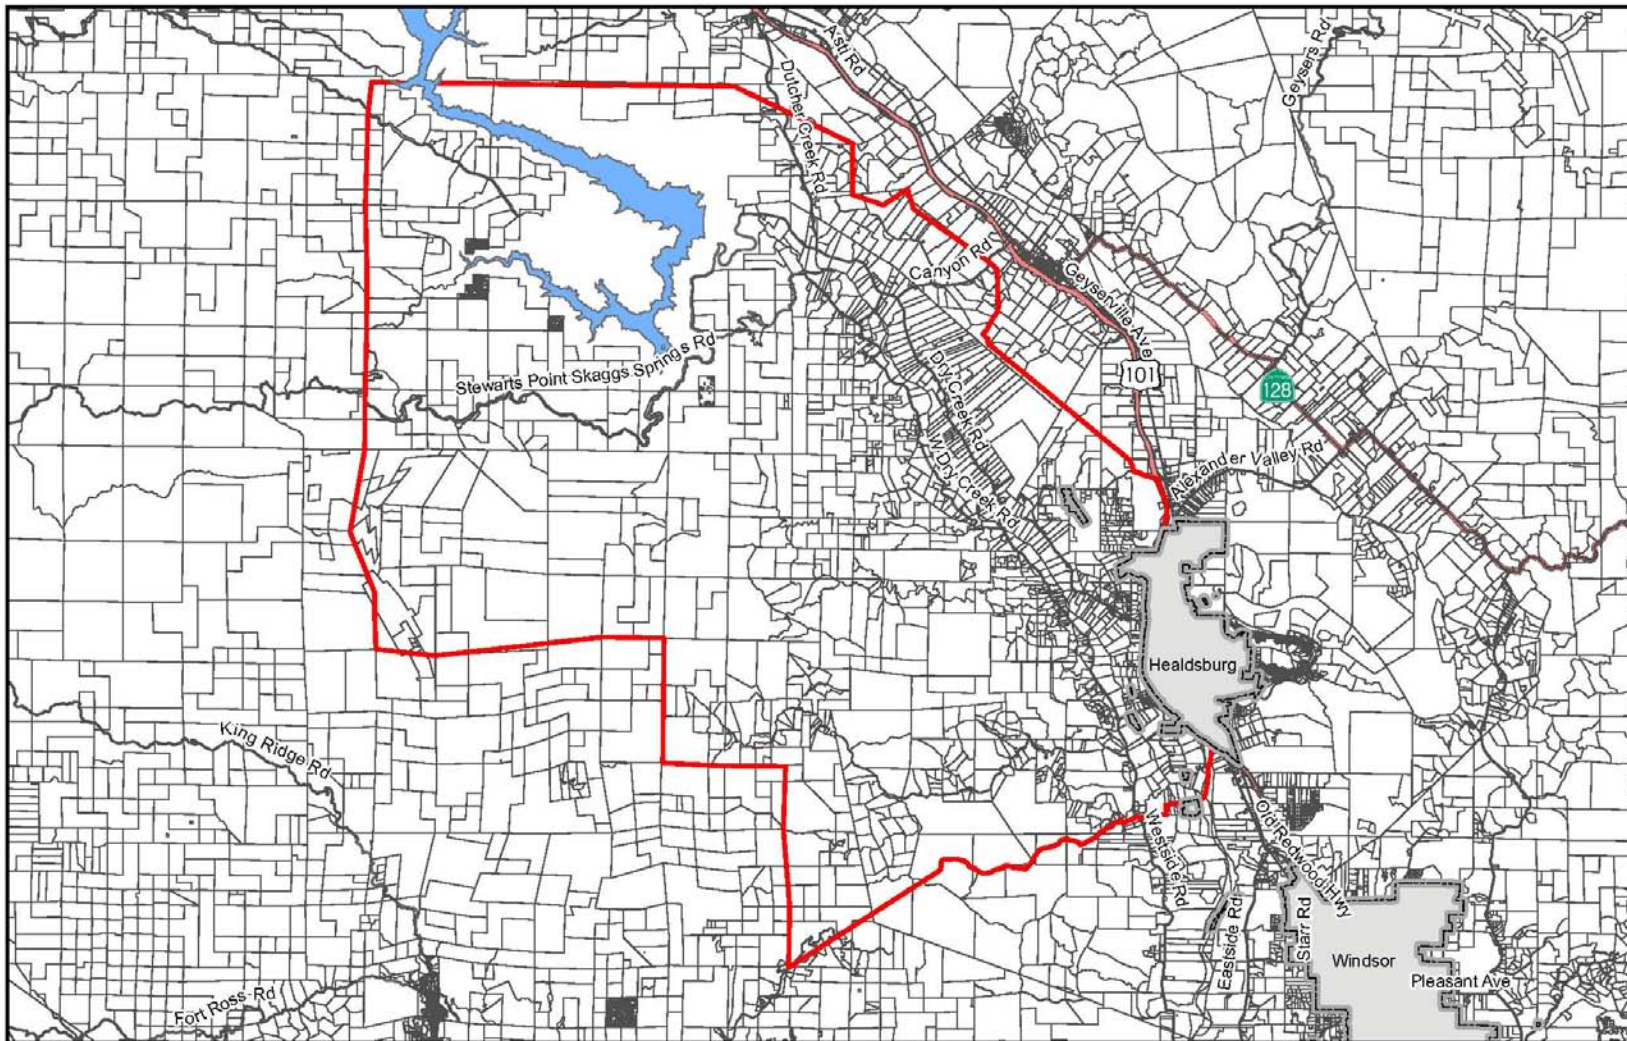 Asti Rd
Geysers Rd
Dutcher Creek Rd
Canyon Rd
Geyserville Ave
Stewarts Point Skaggs Springs Rd
101
128
Dry Creek Rd
W Dry Creek Rd
Alexander Valley Rd
Healdsburg
King Ridge Rd
Westside Rd
Old Redwood Hwy
Eastside Rd
Starr Rd
Windsor
Pleasant Ave
Fort Ross Rd